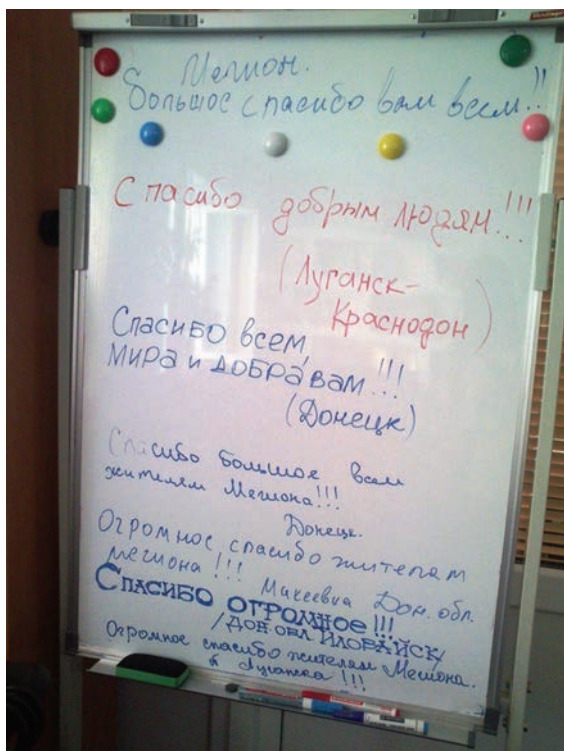 Мегион.
Большое спасибо вам всем!!
Спасибо добрым людям!!!
(Луганск-
Краснодон)
Спасибо всем,
мира и добра вам!!!
(Донецк)
Спасибо большое всем
жителям Мегиона!!!
Донецк.
Огромное спасибо жителям
мегиона!!! Макеевка Дон. обл.
Спасибо огромное!!!
/Дон. обл. Иловайск/
Огромное спасибо жителям Мегиона.
Луганска!!!